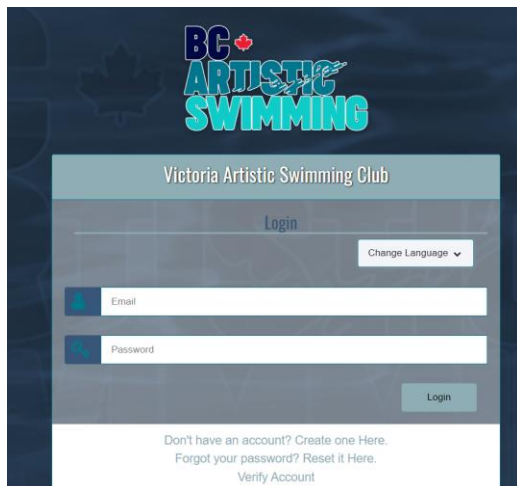 BC
ARTISTIC
SWIMMING
Victoria Artistic Swimming Club
Login
Change Language
Email
Password
Login
Don't have an account? Create one Here.
Forgot your password? Reset it Here.
Verify Account